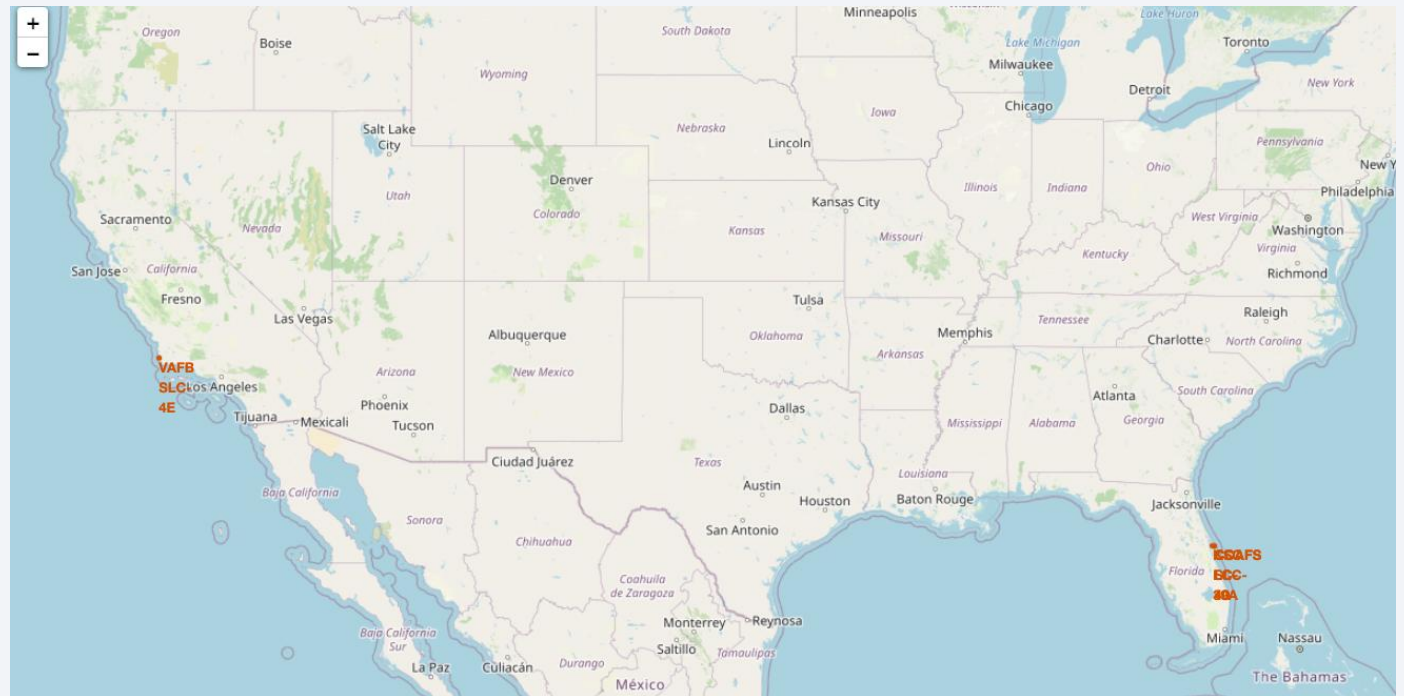 +
−
Minneapolis
Lake Huron
Oregon
South Dakota
Boise
Lake Michigan
Toronto
Milwaukee
Wyoming
New York
Detroit
Chicago
Iowa
Salt Lake
City
Nebraska
Lincoln
Pennsylvania
New Y
Ohio
Denver
Illinois
Indiana
Philadelphia
Utah
Kansas City
Colorado
West Virginia
Sacramento
Nevada
Kansas
Missouri
Washington
Virginia
Kentucky
San Jose
California
Richmond
Fresno
Tulsa
Las Vegas
Raleigh
Tennessee
Albuquerque
Oklahoma
Memphis
Charlotte
North Carolina
Arkansas
VAFB
SLC-
4E
Los Angeles
Arizona
New Mexico
South Carolina
Atlanta
Phoenix
Dallas
Tijuana
Mexicali
Tucson
Mississippi
Alabama
Georgia
Ciudad Juárez
Texas
Louisiana
Austin
Baja California
Houston
Baton Rouge
Jacksonville
Sonora
San Antonio
Chihuahua
Florida
Coahuila
de Zaragoza
Monterrey
Reynosa
Baja California
Sur
Miami
Nassau
Saltillo
Tamaulipas
La Paz
Culiacán
Durango
México
The Bahamas